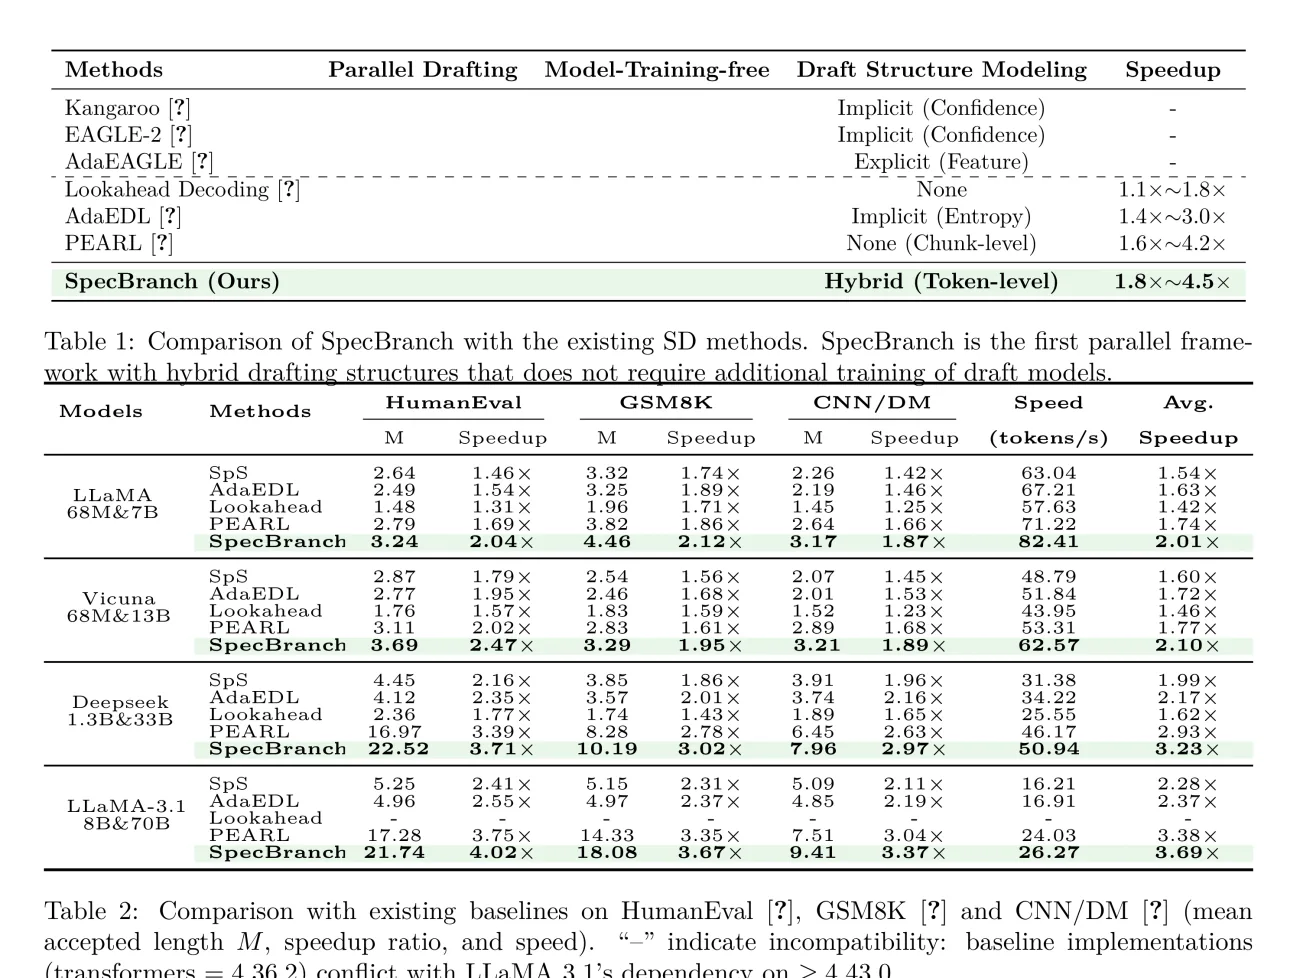 Methods Parallel Drafting Model-Training-free Draft Structure Modeling Speedup
Kangaroo [?] Implicit (Confidence) -
EAGLE-2 [?] Implicit (Confidence) -
AdaEAGLE [?] Explicit (Feature) -
Lookahead Decoding [?] None 1.1×∼1.8×
AdaEDL [?] Implicit (Entropy) 1.4×∼3.0×
PEARL [?] None (Chunk-level) 1.6×∼4.2×
SpecBranch (Ours) Hybrid (Token-level) 1.8×∼4.5×
Table 1: Comparison of SpecBranch with the existing SD methods. SpecBranch is the first parallel frame-
work with hybrid drafting structures that does not require additional training of draft models.
Models Methods HumanEval GSM8K CNN/DM Speed Avg.
M Speedup M Speedup M Speedup (tokens/s) Speedup
LLaMA 68M&7B
SpS 2.64 1.46× 3.32 1.74× 2.26 1.42× 63.04 1.54×
AdaEDL 2.49 1.54× 3.25 1.89× 2.19 1.46× 67.21 1.63×
Lookahead 1.48 1.31× 1.96 1.71× 1.45 1.25× 57.63 1.42×
PEARL 2.79 1.69× 3.82 1.86× 2.64 1.66× 71.22 1.74×
SpecBranch 3.24 2.04× 4.46 2.12× 3.17 1.87× 82.41 2.01×
Vicuna 68M&13B
SpS 2.87 1.79× 2.54 1.56× 2.07 1.45× 48.79 1.60×
AdaEDL 2.77 1.95× 2.46 1.68× 2.01 1.53× 51.84 1.72×
Lookahead 1.76 1.57× 1.83 1.59× 1.52 1.23× 43.95 1.46×
PEARL 3.11 2.02× 2.83 1.61× 2.89 1.68× 53.31 1.77×
SpecBranch 3.69 2.47× 3.29 1.95× 3.21 1.89× 62.57 2.10×
Deepseek 1.3B&33B
SpS 4.45 2.16× 3.85 1.86× 3.91 1.96× 31.38 1.99×
AdaEDL 4.12 2.35× 3.57 2.01× 3.74 2.16× 34.22 2.17×
Lookahead 2.36 1.77× 1.74 1.43× 1.89 1.65× 25.55 1.62×
PEARL 16.97 3.39× 8.28 2.78× 6.45 2.63× 46.17 2.93×
SpecBranch 22.52 3.71× 10.19 3.02× 7.96 2.97× 50.94 3.23×
LLaMA-3.1 8B&70B
SpS 5.25 2.41× 5.15 2.31× 5.09 2.11× 16.21 2.28×
AdaEDL 4.96 2.55× 4.97 2.37× 4.85 2.19× 16.91 2.37×
Lookahead - - - - - - - -
PEARL 17.28 3.75× 14.33 3.35× 7.51 3.04× 24.03 3.38×
SpecBranch 21.74 4.02× 18.08 3.67× 9.41 3.37× 26.27 3.69×
Table 2: Comparison with existing baselines on HumanEval [?], GSM8K [?] and CNN/DM [?] (mean
accepted length M, speedup ratio, and speed). “–” indicate incompatibility: baseline implementations
(transformers = 4.36.2) conflict with LLaMA 3.1’s dependency on ≥ 4.43.0